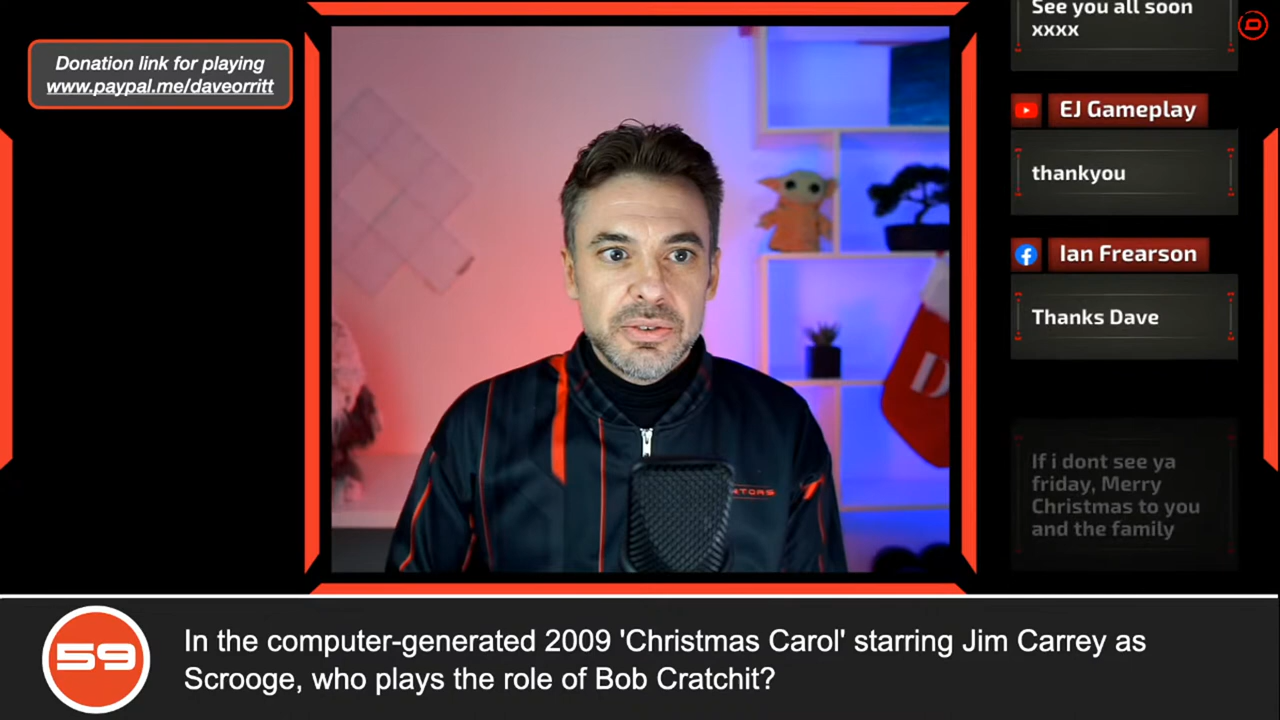 Donation link for playing
www.paypal.me/daveorritt
See you all soon
xxxx
EJ Gameplay
thankyou
Ian Frearson
Thanks Dave
If i dont see ya
friday, Merry
Christmas to you
and the family
D
59
In the computer-generated 2009 'Christmas Carol' starring Jim Carrey as
Scrooge, who plays the role of Bob Cratchit?